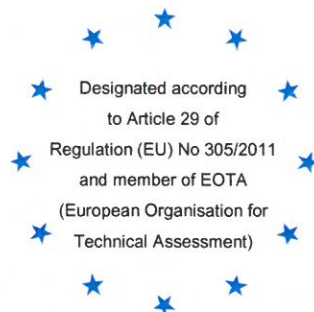 Designated according
to Article 29 of
Regulation (EU) No 305/2011
and member of EOTA
(European Organisation for
Technical Assessment)